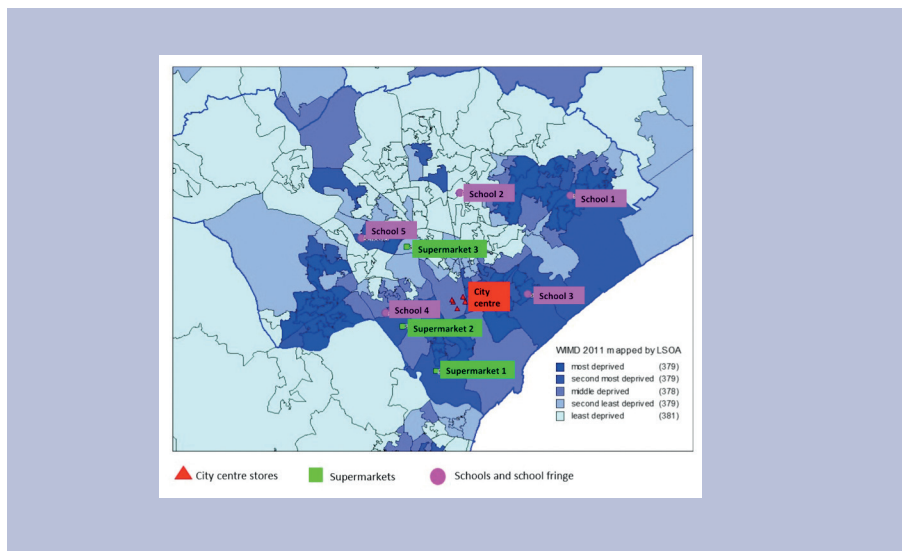 School 2
School 1
School 5
Supermarket 3
City
centre
School 3
School 4
Supermarket 2
Supermarket 1
WIMD 2011 mapped by LSOA
most deprived (379)
second most deprived (379)
middle deprived (378)
second least deprived (379)
least deprived (381)
City centre stores
Supermarkets
Schools and school fringe